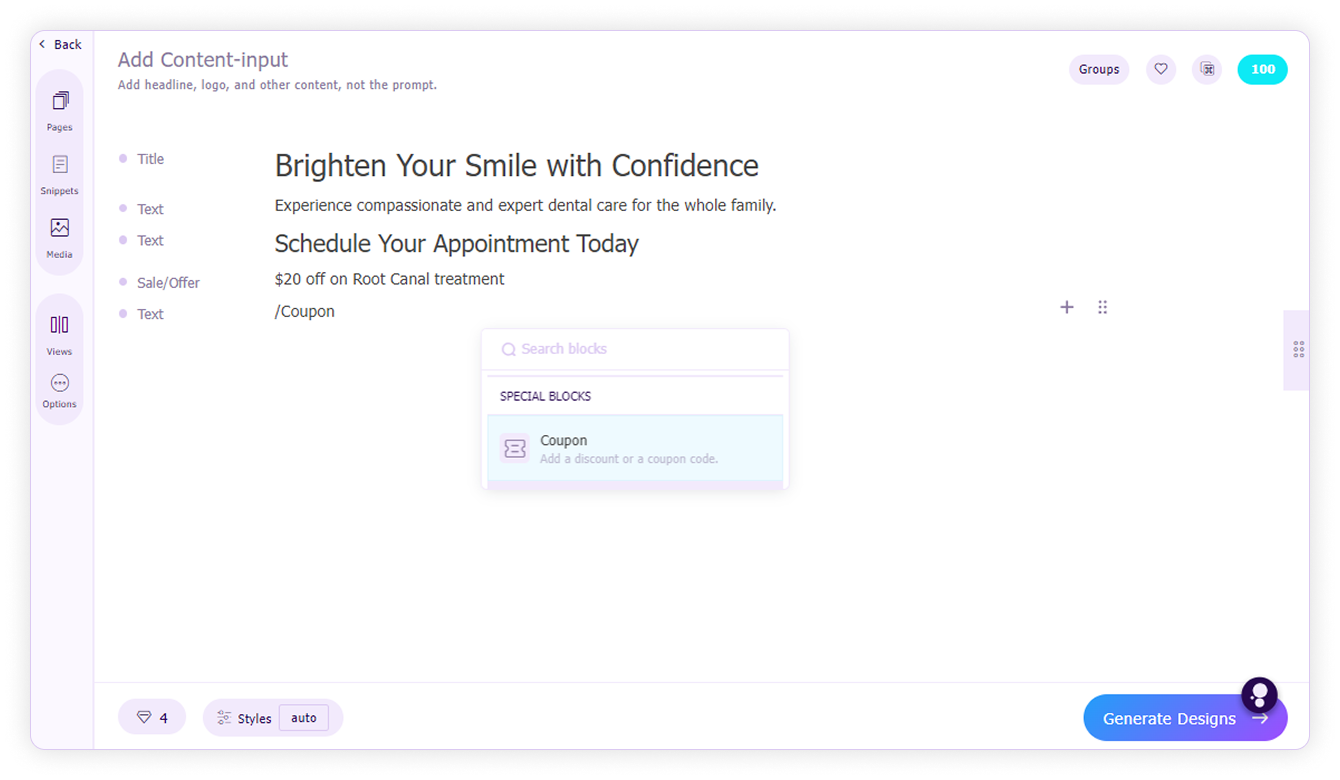 Back
Add Content-input
Add headline, logo, and other content, not the prompt.
Groups
100
Pages
Snippets
Media
Views
Options
Title
Brighten Your Smile with Confidence
Text
Experience compassionate and expert dental care for the whole family.
Text
Schedule Your Appointment Today
Sale/Offer
$20 off on Root Canal treatment
Text
/Coupon
Search blocks
SPECIAL BLOCKS
Coupon
Add a discount or a coupon code.
4
Styles
auto
Generate Designs